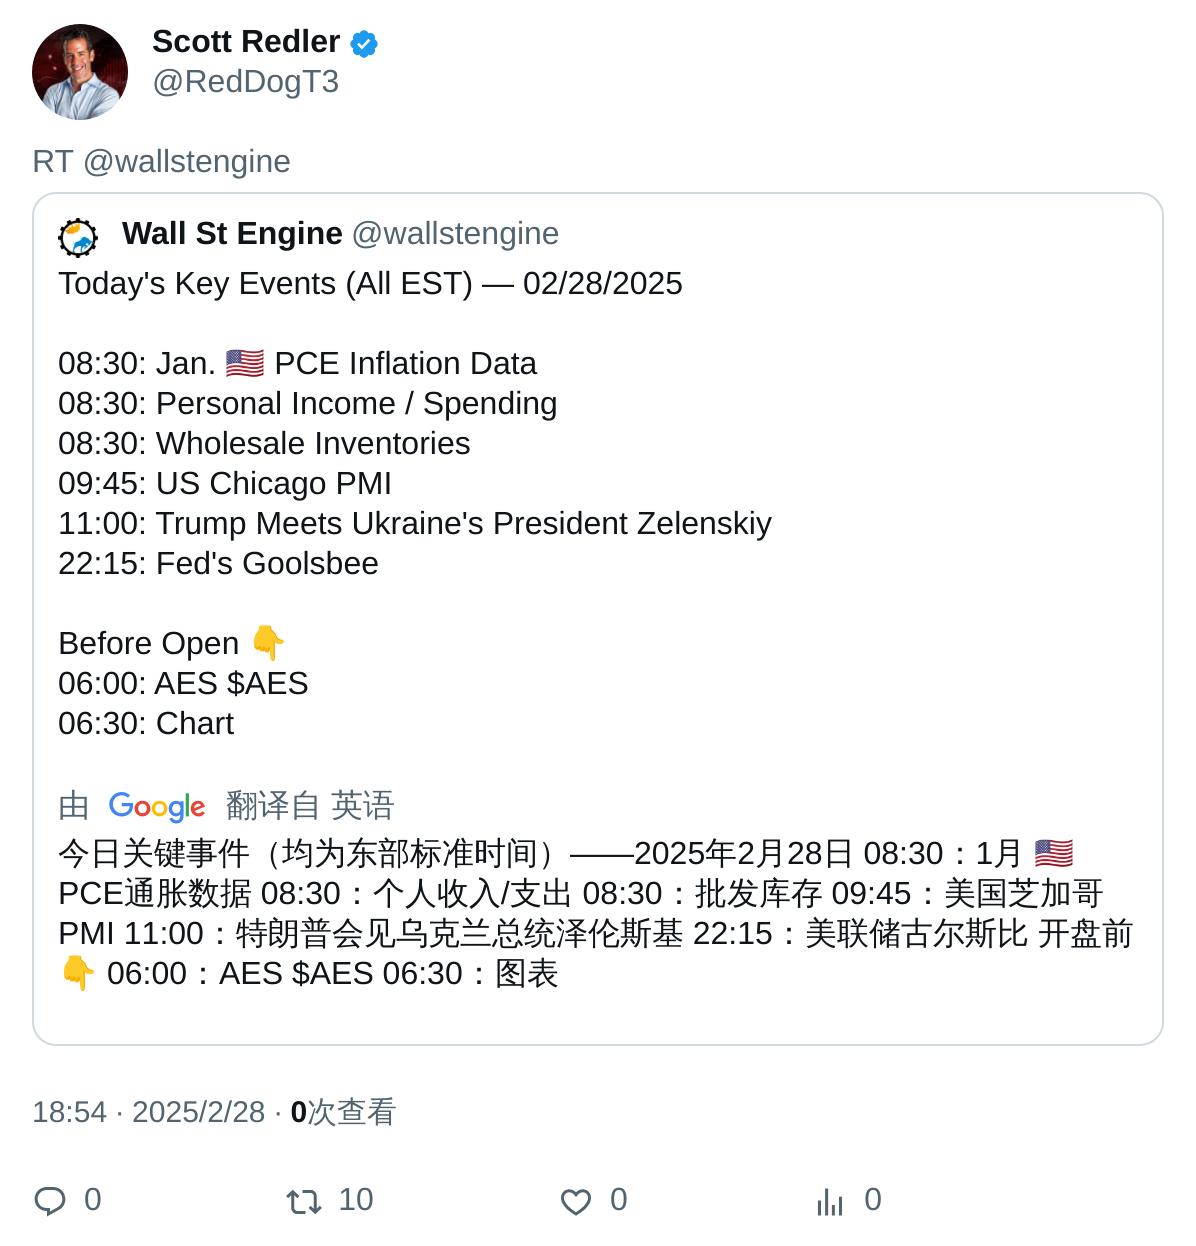 Scott Redler
@RedDogT3
RT @wallstengine
Wall St Engine @wallstengine
Today's Key Events (All EST) — 02/28/2025
08:30: Jan. 🇺🇸 PCE Inflation Data
08:30: Personal Income / Spending
08:30: Wholesale Inventories
09:45: US Chicago PMI
11:00: Trump Meets Ukraine's President Zelenskiy
22:15: Fed's Goolsbee
Before Open 👇
06:00: AES $AES
06:30: Chart
由 Google 翻译自 英语
今日关键事件（均为东部标准时间）——2025年2月28日 08:30：1月 🇺🇸
PCE通胀数据 08:30：个人收入/支出 08:30：批发库存 09:45：美国芝加哥
PMI 11:00：特朗普会见乌克兰总统泽伦斯基 22:15：美联储古尔斯比 开盘前
👇 06:00：AES $AES 06:30：图表
18:54 · 2025/2/28 · 0次查看
0 10 0 0